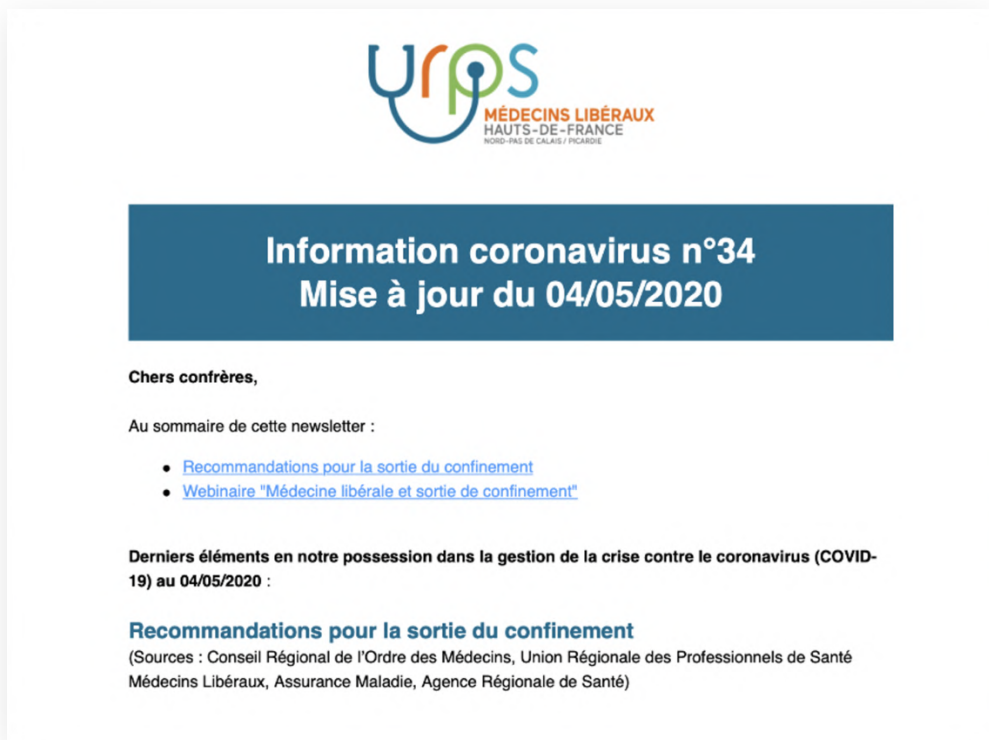 urps
MÉDECINS LIBÉRAUX
HAUTS-DE-FRANCE
NORD-PAS DE CALAIS / PICARDIE
Information coronavirus n°34
Mise à jour du 04/05/2020
Chers confrères,
Au sommaire de cette newsletter :
• Recommandations pour la sortie du confinement
• Webinaire "Médecine libérale et sortie de confinement"
Derniers éléments en notre possession dans la gestion de la crise contre le coronavirus (COVID-
19) au 04/05/2020 :
Recommandations pour la sortie du confinement
(Sources : Conseil Régional de l'Ordre des Médecins, Union Régionale des Professionnels de Santé
Médecins Libéraux, Assurance Maladie, Agence Régionale de Santé)